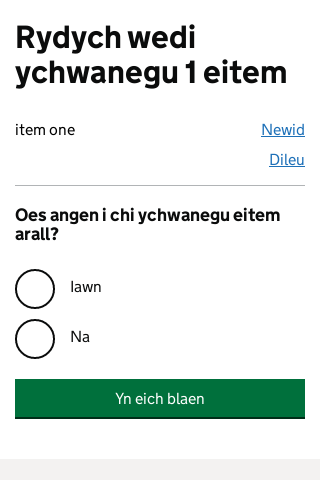 Rydych wedi
ychwanegu 1 eitem
item one
Newid
Dileu
Oes angen i chi ychwanegu eitem
arall?
Iawn
Na
Yn eich blaen